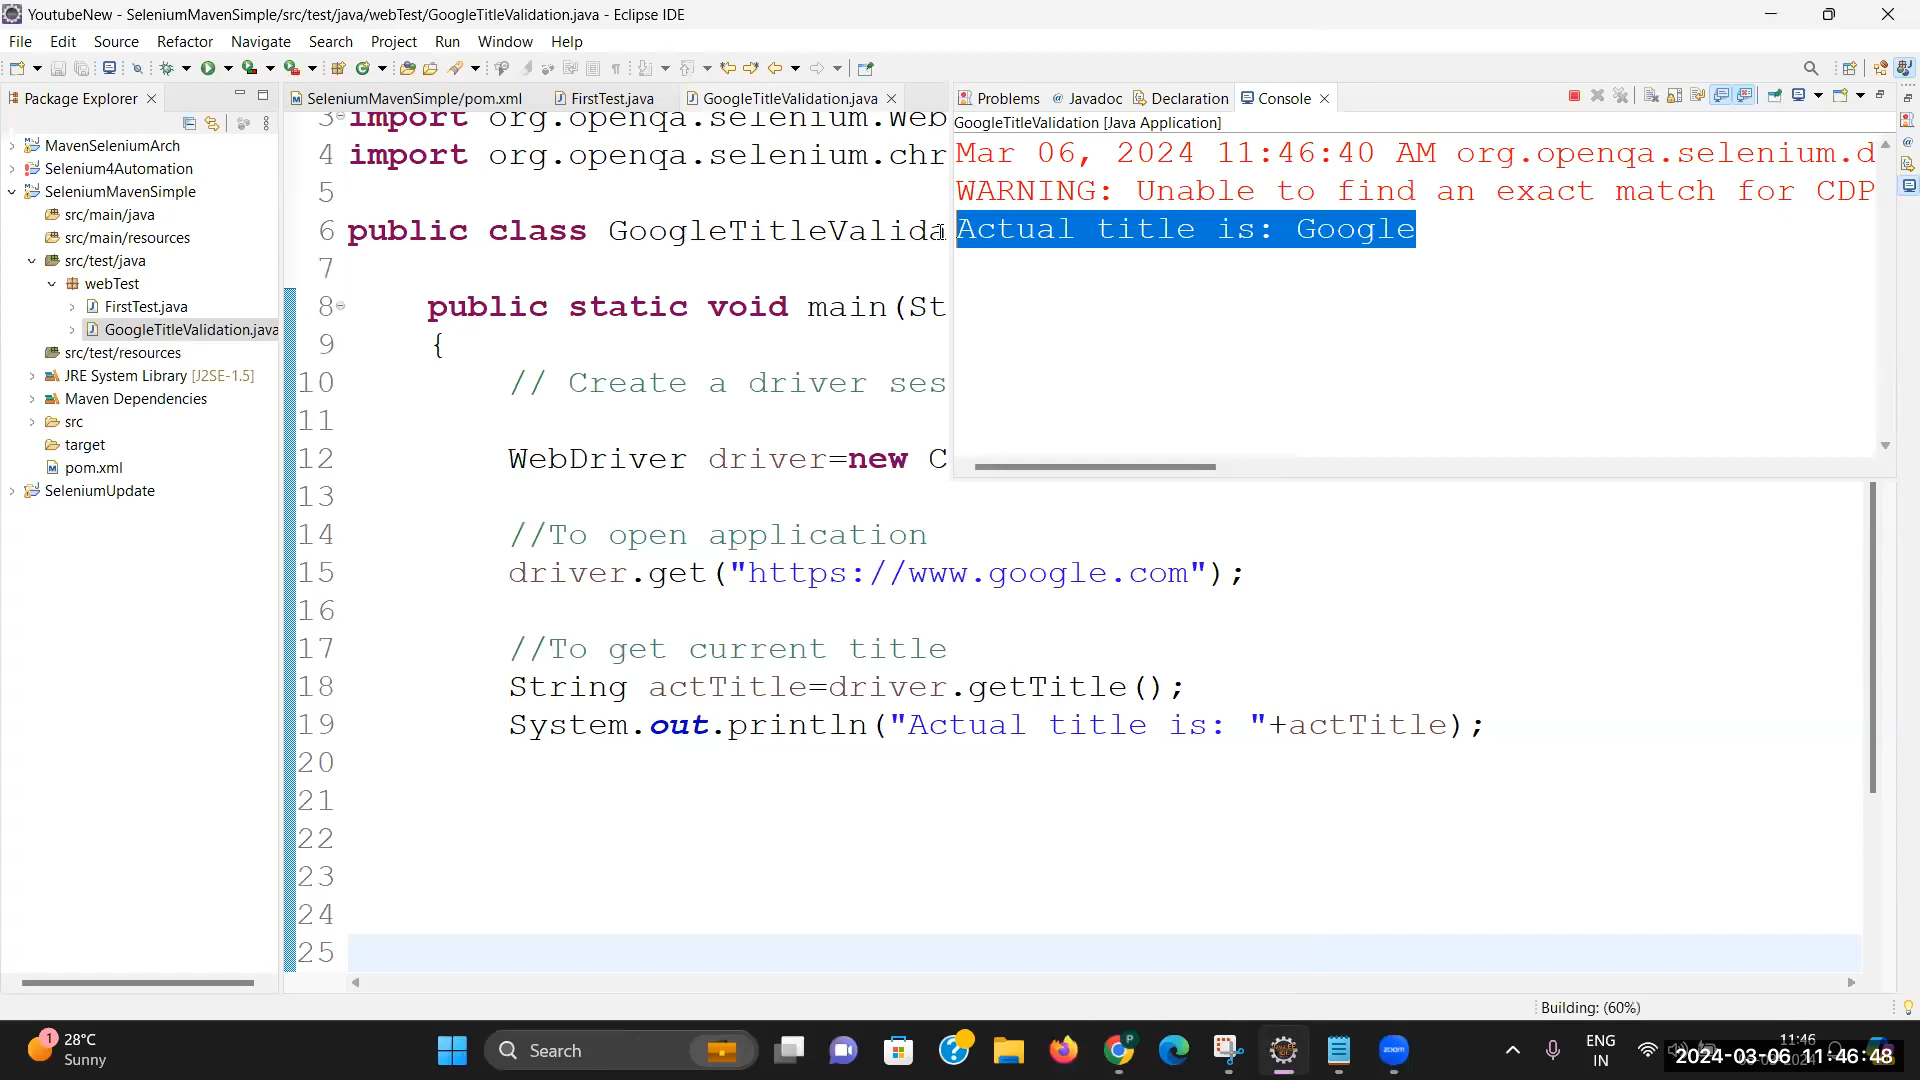 YoutubeNew - SeleniumMavenSimple/src/test/java/webTest/GoogleTitleValidation.java - Eclipse IDE
File Edit Source Refactor Navigate Search Project Run Window Help
Package Explorer
MavenSeleniumArch
Selenium4Automation
SeleniumMavenSimple
src/main/java
src/main/resources
src/test/java
webTest
FirstTest.java
GoogleTitleValidation.java
src/test/resources
JRE System Library [J2SE-1.5]
Maven Dependencies
src
target
pom.xml
SeleniumUpdate
SeleniumMavenSimple/pom.xml FirstTest.java GoogleTitleValidation.java
3 import org.openqa.selenium.Web
4 import org.openqa.selenium.chr
5
6 public class GoogleTitleValida
7
8 public static void main(St
9 {
10 // Create a driver ses
11
12 WebDriver driver=new C
13
14 //To open application
15 driver.get("https://www.google.com");
16
17 //To get current title
18 String actTitle=driver.getTitle();
19 System.out.println("Actual title is: "+actTitle);
20
21
22
23
24
25
Problems Javadoc Declaration Console
GoogleTitleValidation [Java Application]
Mar 06, 2024 11:46:40 AM org.openqa.selenium.d
WARNING: Unable to find an exact match for CDP
Actual title is: Google
Building: (60%)
1 28°C
Sunny
Search
zoom
ENG
IN
11:46
2024-03-06 11:46:48